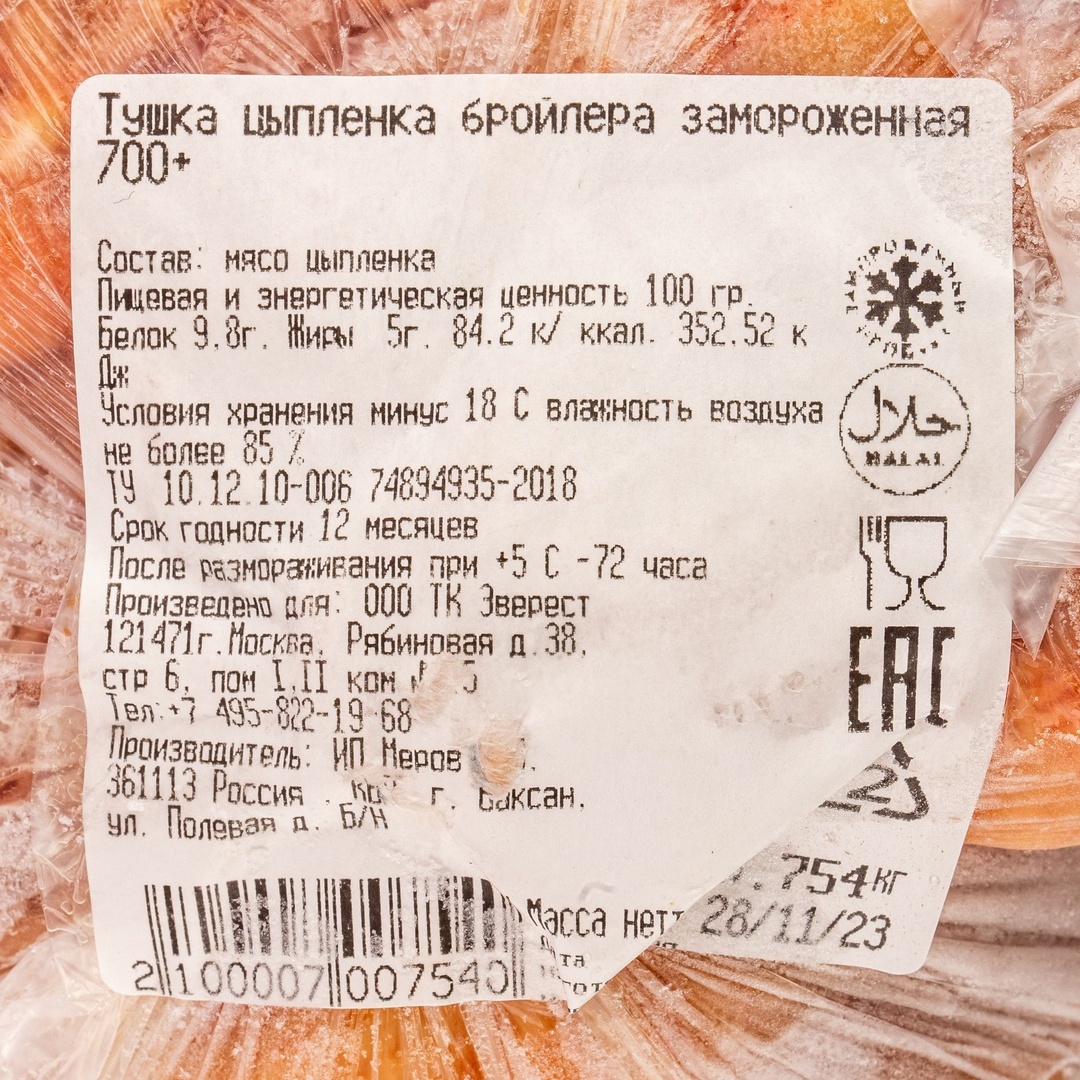 Тушка цыпленка бройлера замороженная
700+
Состав: мясо цыпленка
Пищевая и энергетическая ценность 100 гр.
Белок 9.8г. Жиры 5г. 84.2 к/ ккал. 352.52 к
Дж
Условия хранения минус 18 С влажность воздуха
не более 85 %
ТУ 10.12.10-006 74894935-2018
Срок годности 12 месяцев
После размораживания при +5 С -72 часа
Произведено для: ООО ТК Эверест
121471г.Москва, Рябиновая д.38,
стр 6, пом I,II ком
Тел:+7 495-822-19-68
Производитель: ИП Меров
361113 Россия , г. Баксан,
ул. Полевая д. Б/Н
حلال
HALAL
EAC
2
.754кг
Масса нетт
28/11/23
2 100007 007540